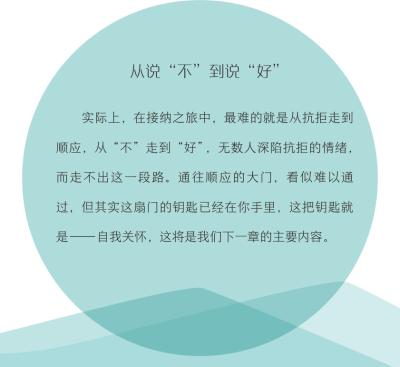 从说“不”到说“好”
实际上，在接纳之旅中，最难的就是从抗拒走到
顺应，从“不”走到“好”，无数人深陷抗拒的情绪，
而走不出这一段路。通往顺应的大门，看似难以通
过，但其实这扇门的钥匙已经在你手里，这把钥匙就
是——自我关怀，这将是我们下一章的主要内容。